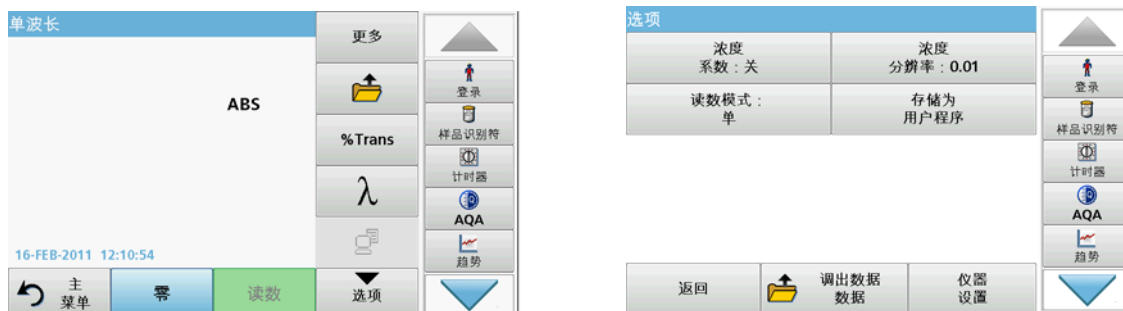 单波长
更多
ABS
%Trans
λ
16-FEB-2011 12:10:54
主
菜单
零
读数
选项
登录
样品识别符
计时器
AQA
趋势
选项
浓度
系数：关
浓度
分辨率：0.01
读数模式：
单
存储为
用户程序
返回
调出数据
数据
仪器
设置
登录
样品识别符
计时器
AQA
趋势